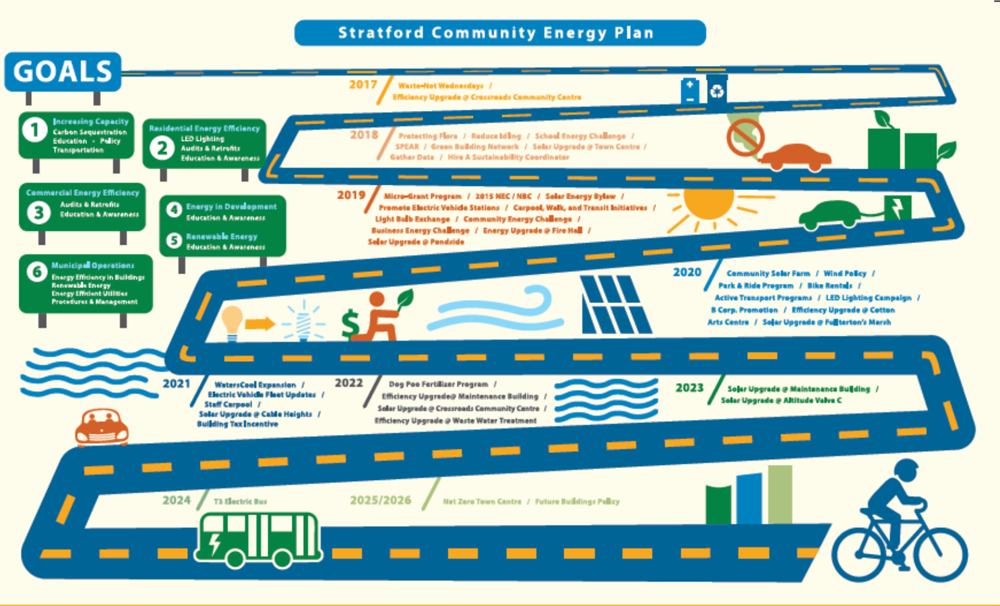 Stratford Community Energy Plan
GOALS
1 Increasing Capacity
Carbon Sequestration
Education - Policy
Transportation
Residential Energy Efficiency
2 LED Lighting
Audits & Retrofits
Education & Awareness
Commercial Energy Efficiency
3 Audits & Retrofits
Education & Awareness
4 Energy in Development
Education & Awareness
5 Renewable Energy
Education & Awareness
6 Municipal Operations
Energy Efficiency in Buildings
Renewable Energy
Energy Efficient Utilities
Procedures & Management
2017 / Waste-Not Wednesdays /
Efficiency Upgrade @ Crossroads Community Centre
2018 / Protecting Flora / Reduce Idling / School Energy Challenge /
SPEAR / Green Building Network / Solar Upgrade @ Town Centre /
Gather Data / Hire A Sustainability Coordinator
2019 / Micro-Grant Program / 2015 NEC / NBC / Solar Energy Bylaw /
Promote Electric Vehicle Stations / Carpool, Walk, and Transit Initiatives /
Light Bulb Exchange / Community Energy Challenge /
Business Energy Challenge / Energy Upgrade @ Fire Hall /
Solar Upgrade @ Pondside
2020 / Community Solar Farm / Wind Policy /
Park & Ride Program / Bike Rentals /
Active Transport Programs / LED Lighting Campaign /
B Corp. Promotion / Efficiency Upgrade @ Cotton
Arts Centre / Solar Upgrade @ Fullerton's Marsh
$
2021 / WatersCool Expansion /
Electric Vehicle Fleet Updates /
Staff Carpool /
Solar Upgrade @ Cable Heights /
Building Tax Incentive
2022 / Dog Poo Fertilizer Program /
Efficiency Upgrade@ Maintenance Building /
Solar Upgrade @ Crossroads Community Centre /
Efficiency Upgrade @ Waste Water Treatment
2023 / Solar Upgrade @ Maintenance Building /
Solar Upgrade @ Altitude Valve C
2024 / T3 Electric Bus
2025/2026 / Net Zero Town Centre / Future Buildings Policy